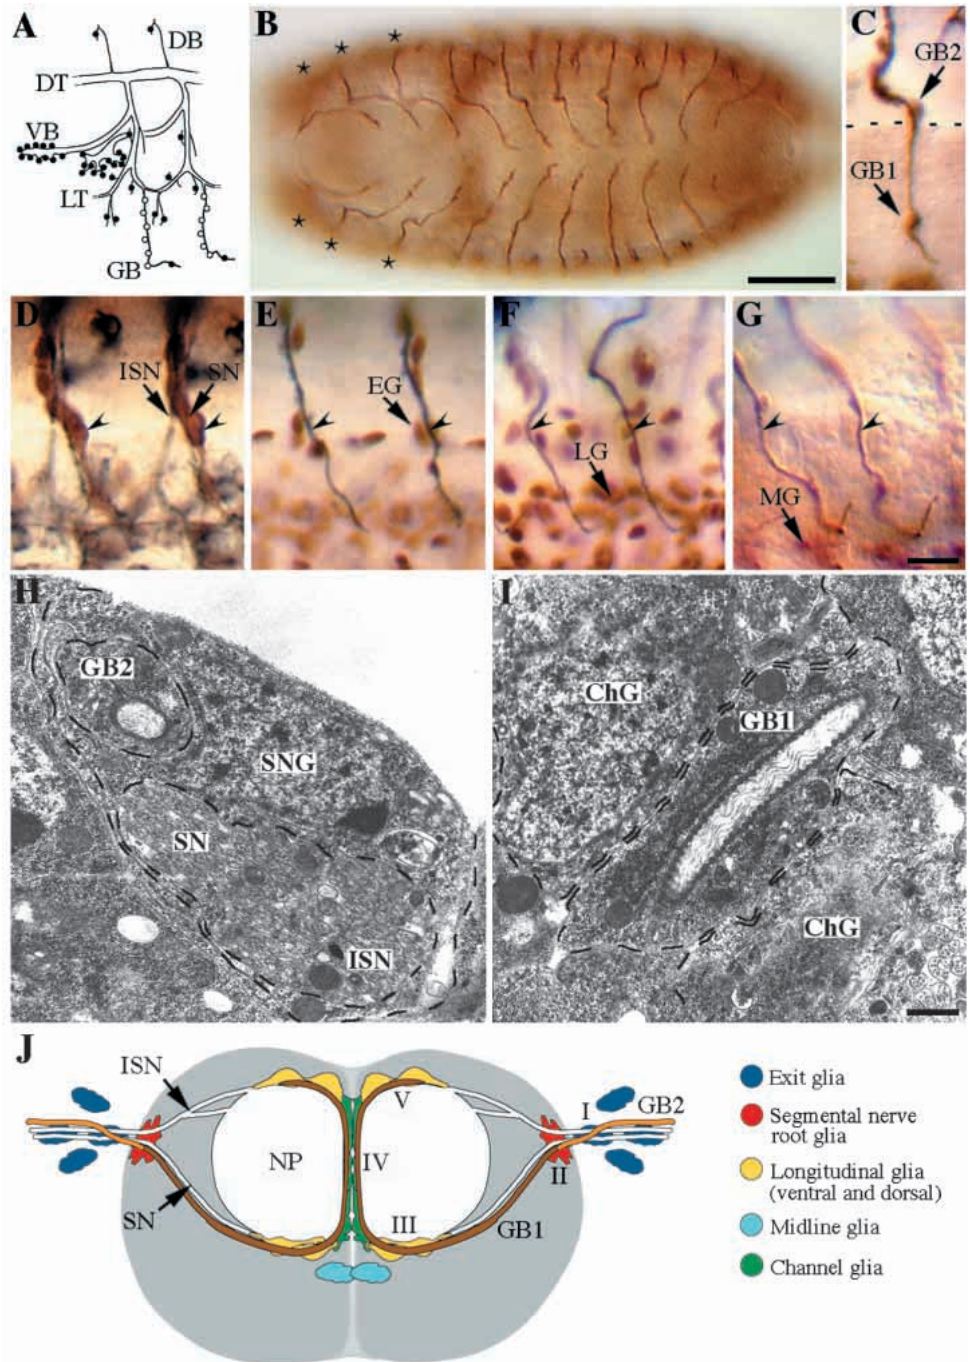 A
DB
DT
VB
LT
GB
B
* * *
* * *
C
GB2
GB1
D
ISN
SN
E
EG
F
LG
G
MG
H
GB2
SNG
SN
ISN
I
ChG
GB1
ChG
J
ISN
V
I
GB2
NP
IV
II
SN
III
GB1
Exit glia
Segmental nerve
root glia
Longitudinal glia
(ventral and dorsal)
Midline glia
Channel glia